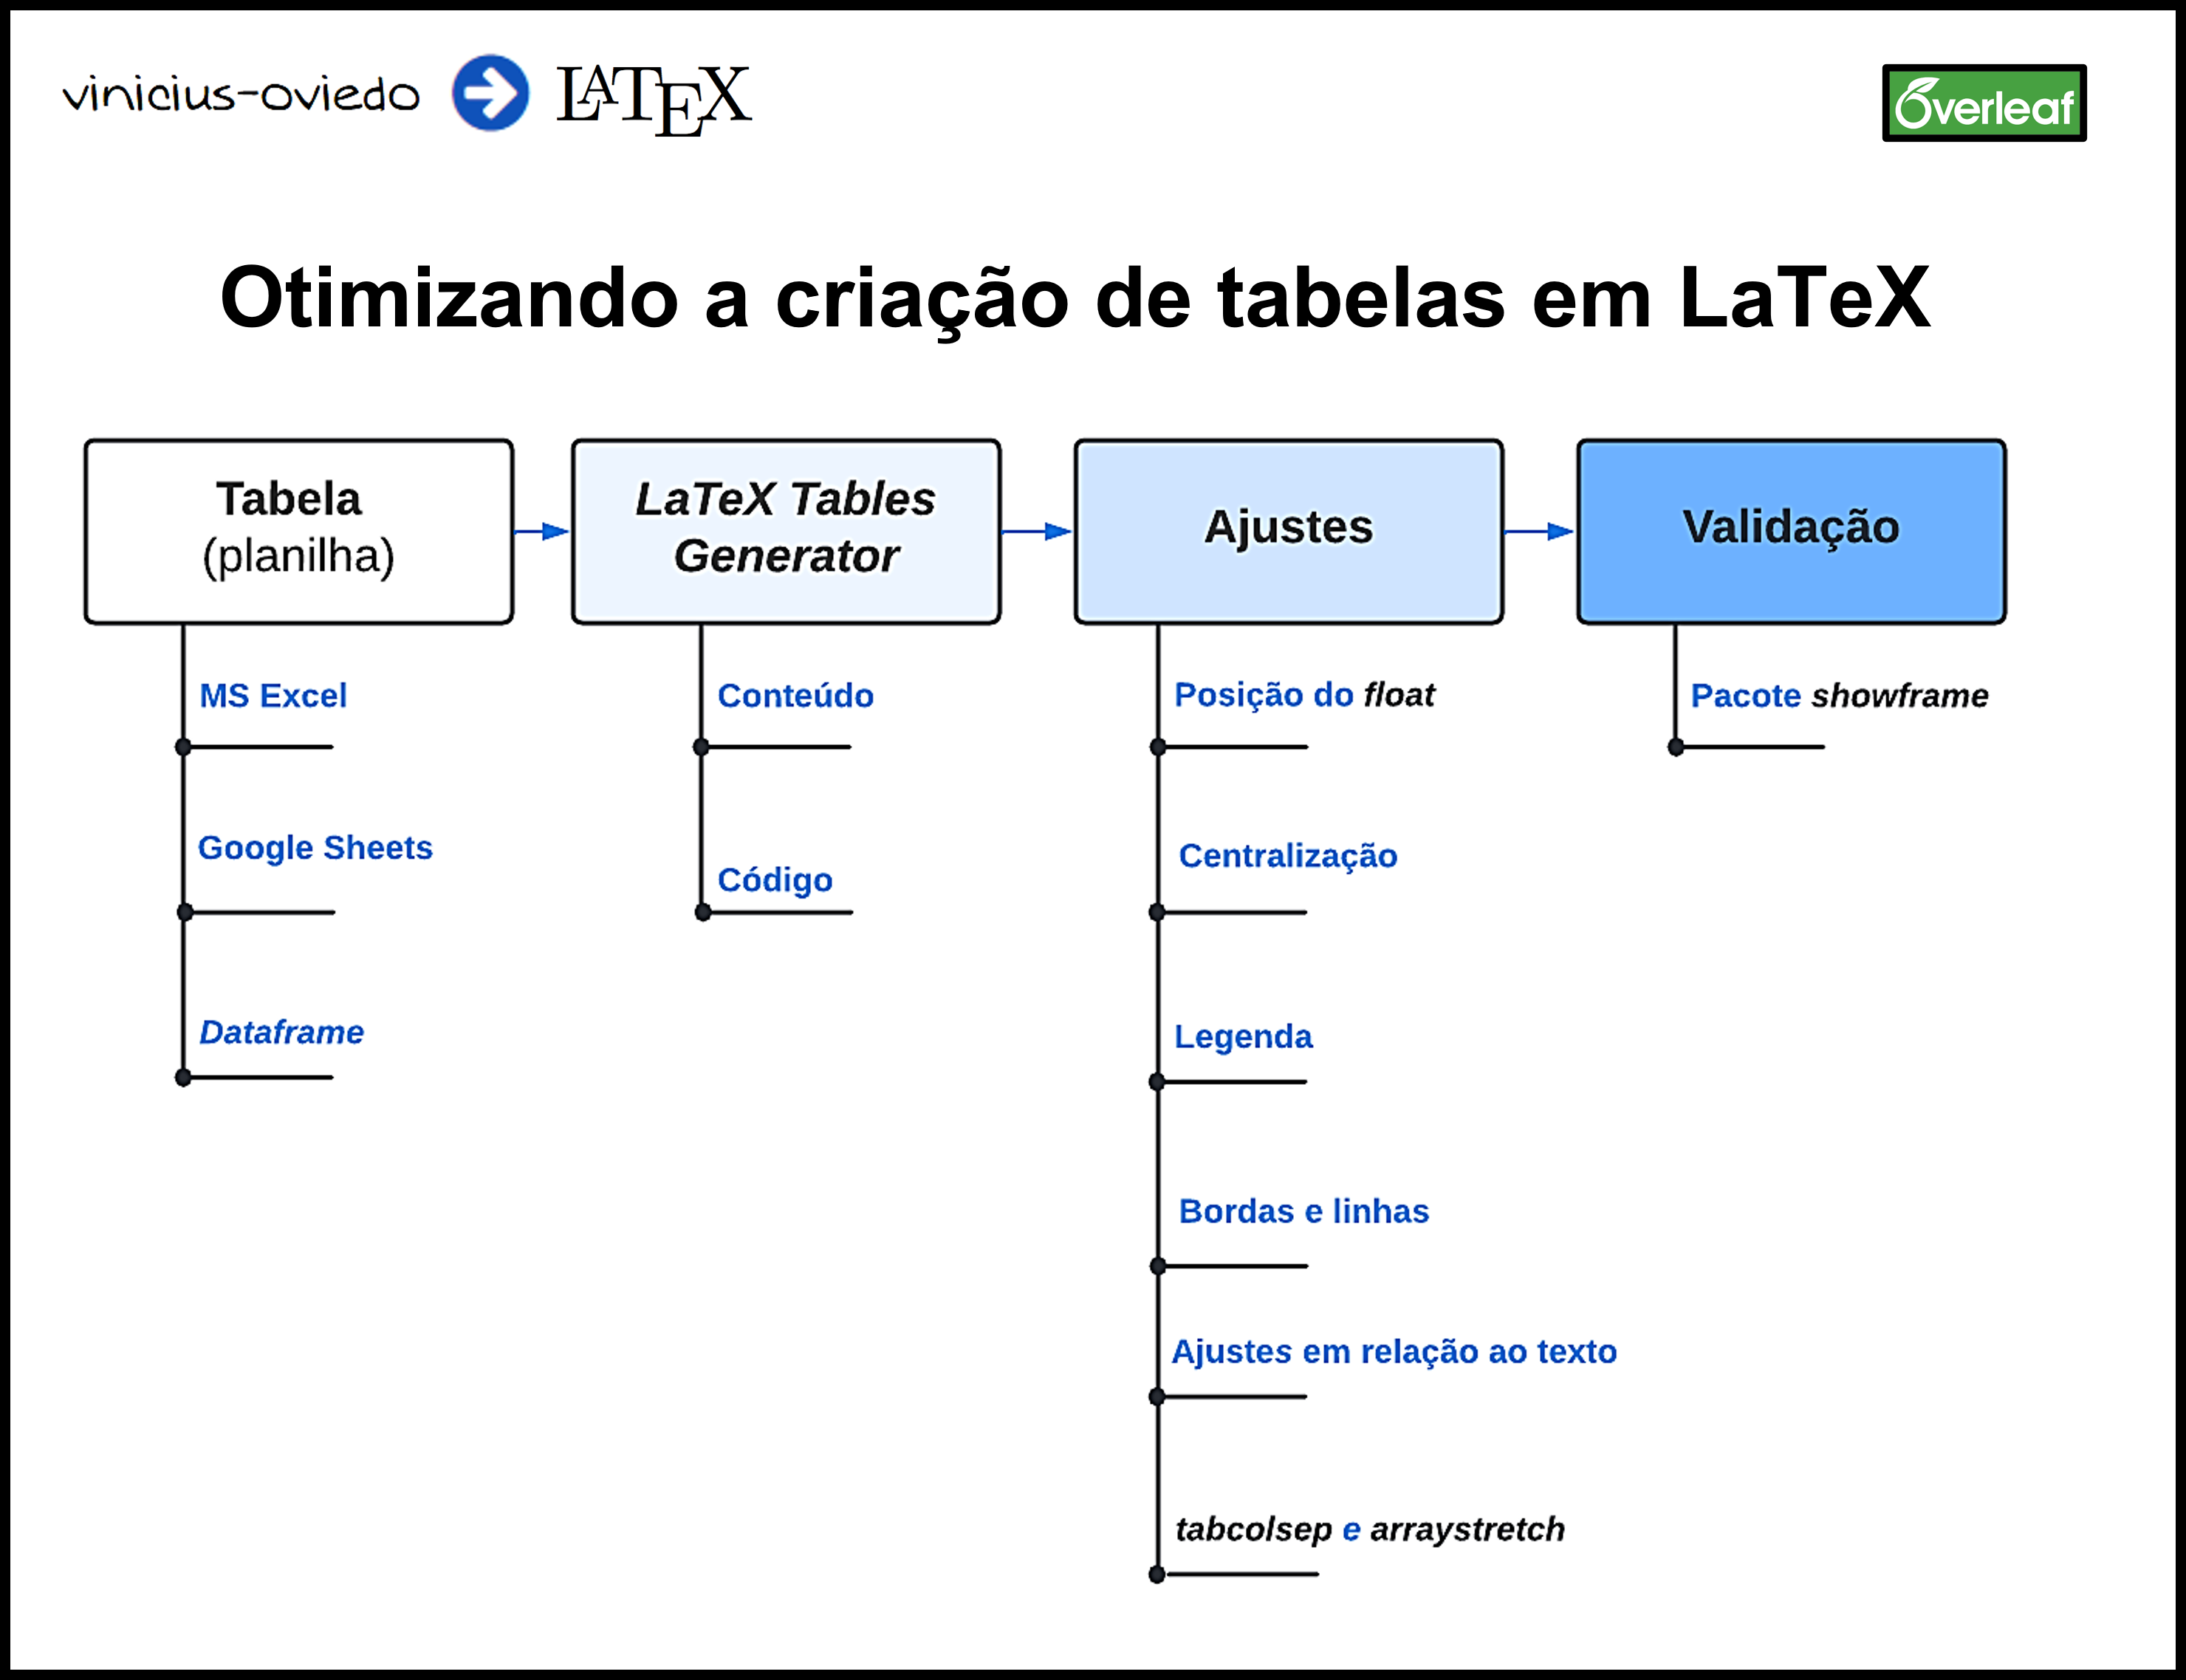 vinicius-oviedo LATEX
Overleaf
Otimizando a criação de tabelas em LaTeX
Tabela
(planilha)
MS Excel
Google Sheets
Dataframe
LaTeX Tables
Generator
Conteúdo
Código
Ajustes
Posição do float
Centralização
Legenda
Bordas e linhas
Ajustes em relação ao texto
tabcolsep e arraystretch
Validação
Pacote showframe